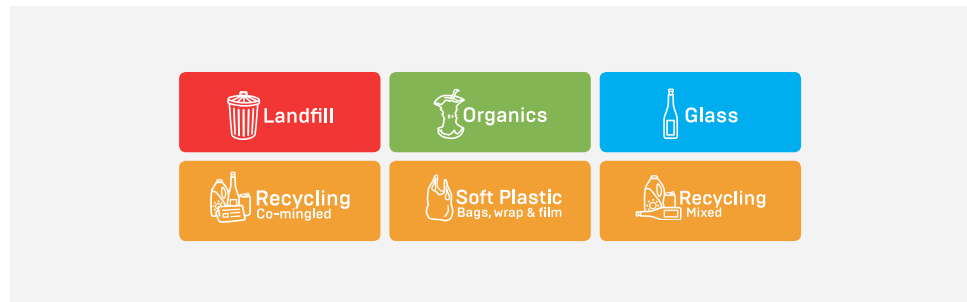 Landfill
Organics
Glass
Recycling
Co-mingled
Soft Plastic
Bags, wrap & film
Recycling
Mixed